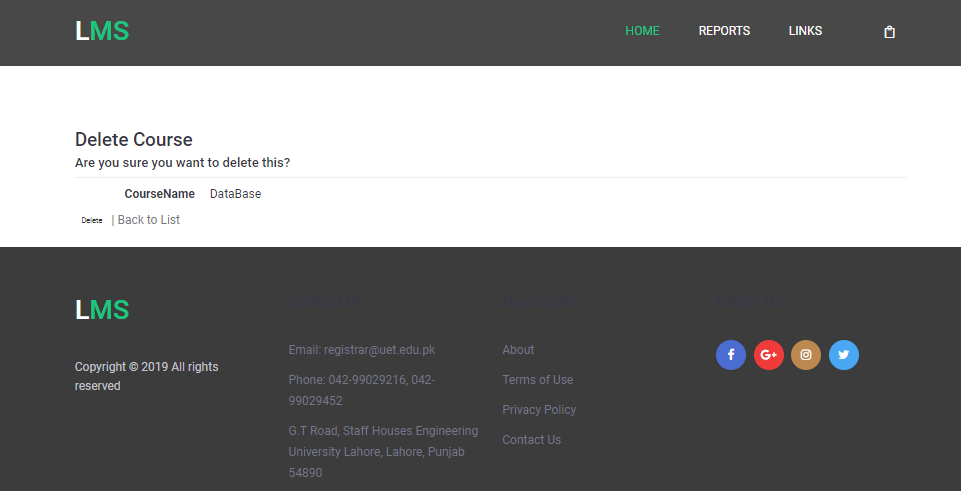 LMS
HOME REPORTS LINKS
Delete Course
Are you sure you want to delete this?
CourseName DataBase
Delete | Back to List
LMS
Copyright © 2019 All rights
reserved
Contact Us
Email: registrar@uet.edu.pk
Phone: 042-99029216, 042-
99029452
G.T Road, Staff Houses Engineering
University Lahore, Lahore, Punjab
54890
Quick Links
About
Terms of Use
Privacy Policy
Contact Us
Follow Us
f
G+